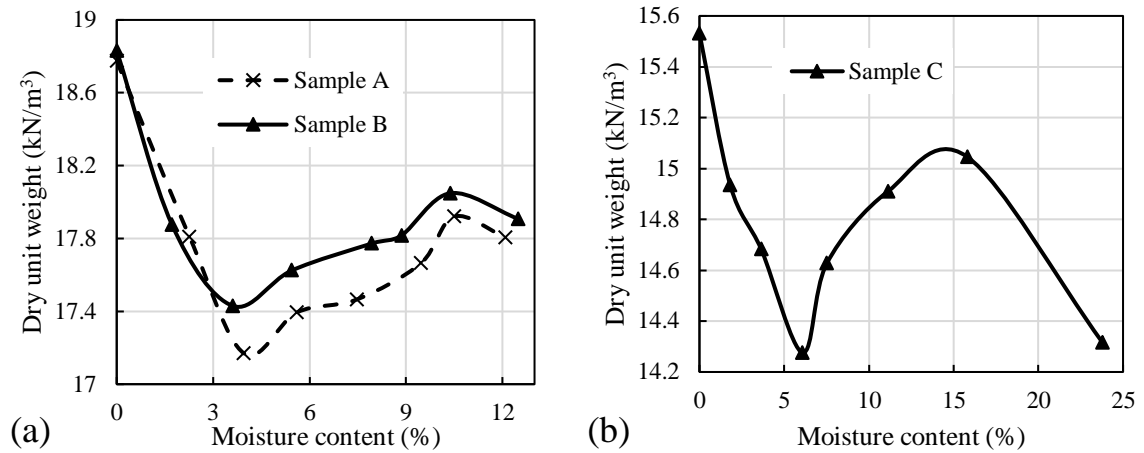 19
18.6
18.2
17.8
17.4
17
Dry unit weight (kN/m³)
Sample A
Sample B
0
3
6
9
12
Moisture content (%)
(a)
15.6
15.4
15.2
15
14.8
14.6
14.4
14.2
Dry unit weight (kN/m³)
Sample C
0
5
10
15
20
25
Moisture content (%)
(b)